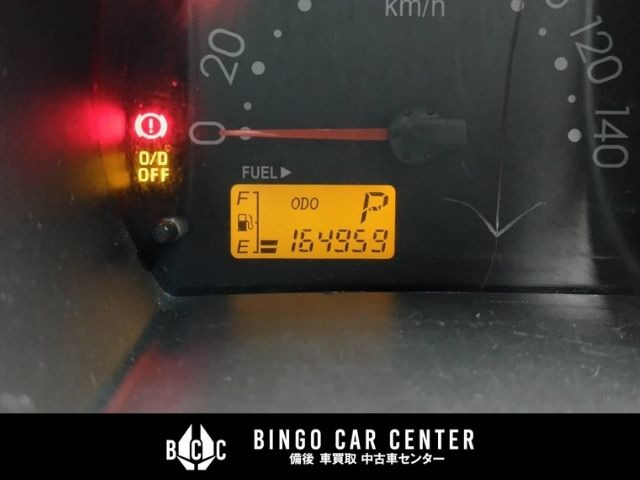 km/h
20
120
0
140
O/D
OFF
FUEL▶
F ODO P
E 164959
BCC BINGO CAR CENTER
備後 車買取 中古車センター